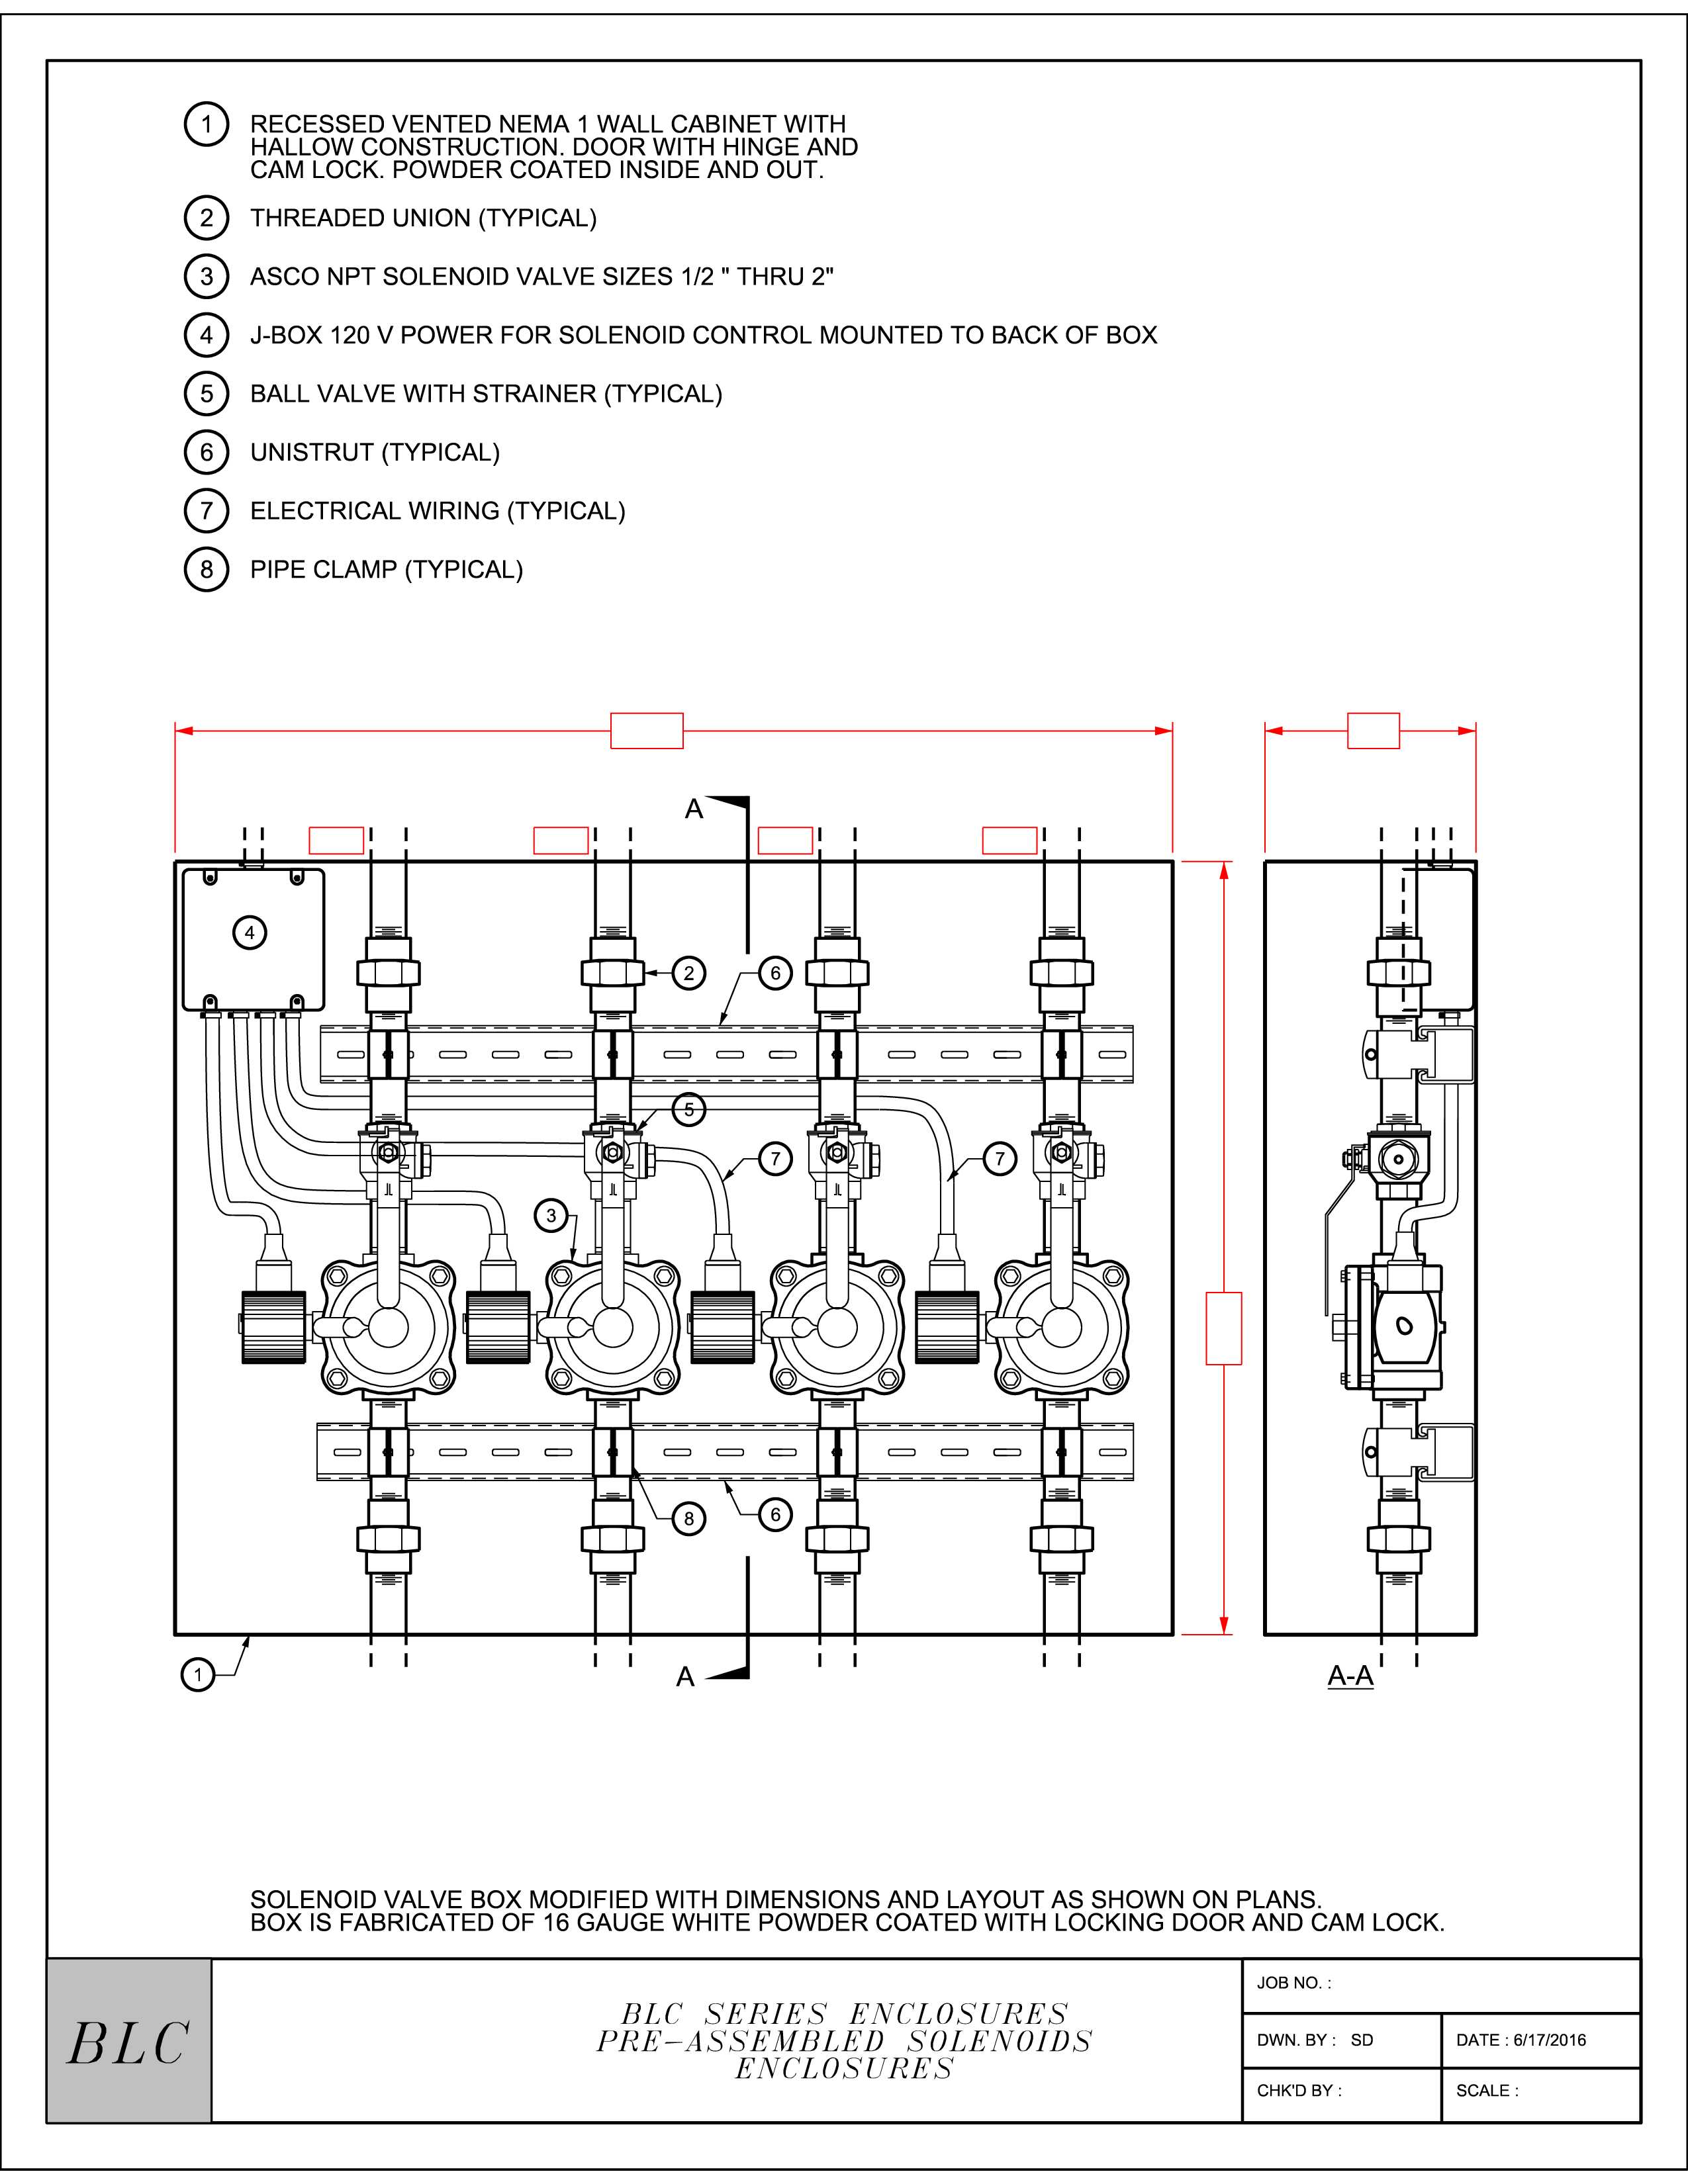 1 RECESSED VENTED NEMA 1 WALL CABINET WITH
HALLOW CONSTRUCTION. DOOR WITH HINGE AND
CAM LOCK. POWDER COATED INSIDE AND OUT.
2 THREADED UNION (TYPICAL)
3 ASCO NPT SOLENOID VALVE SIZES 1/2 " THRU 2"
4 J-BOX 120 V POWER FOR SOLENOID CONTROL MOUNTED TO BACK OF BOX
5 BALL VALVE WITH STRAINER (TYPICAL)
6 UNISTRUT (TYPICAL)
7 ELECTRICAL WIRING (TYPICAL)
8 PIPE CLAMP (TYPICAL)
A
4
2
6
5
7
7
3
8
6
1
A
A-A
SOLENOID VALVE BOX MODIFIED WITH DIMENSIONS AND LAYOUT AS SHOWN ON PLANS.
BOX IS FABRICATED OF 16 GAUGE WHITE POWDER COATED WITH LOCKING DOOR AND CAM LOCK.
BLC
BLC SERIES ENCLOSURES
PRE-ASSEMBLED SOLENOIDS
ENCLOSURES
JOB NO. :
DWN. BY : SD
DATE : 6/17/2016
CHK'D BY :
SCALE :